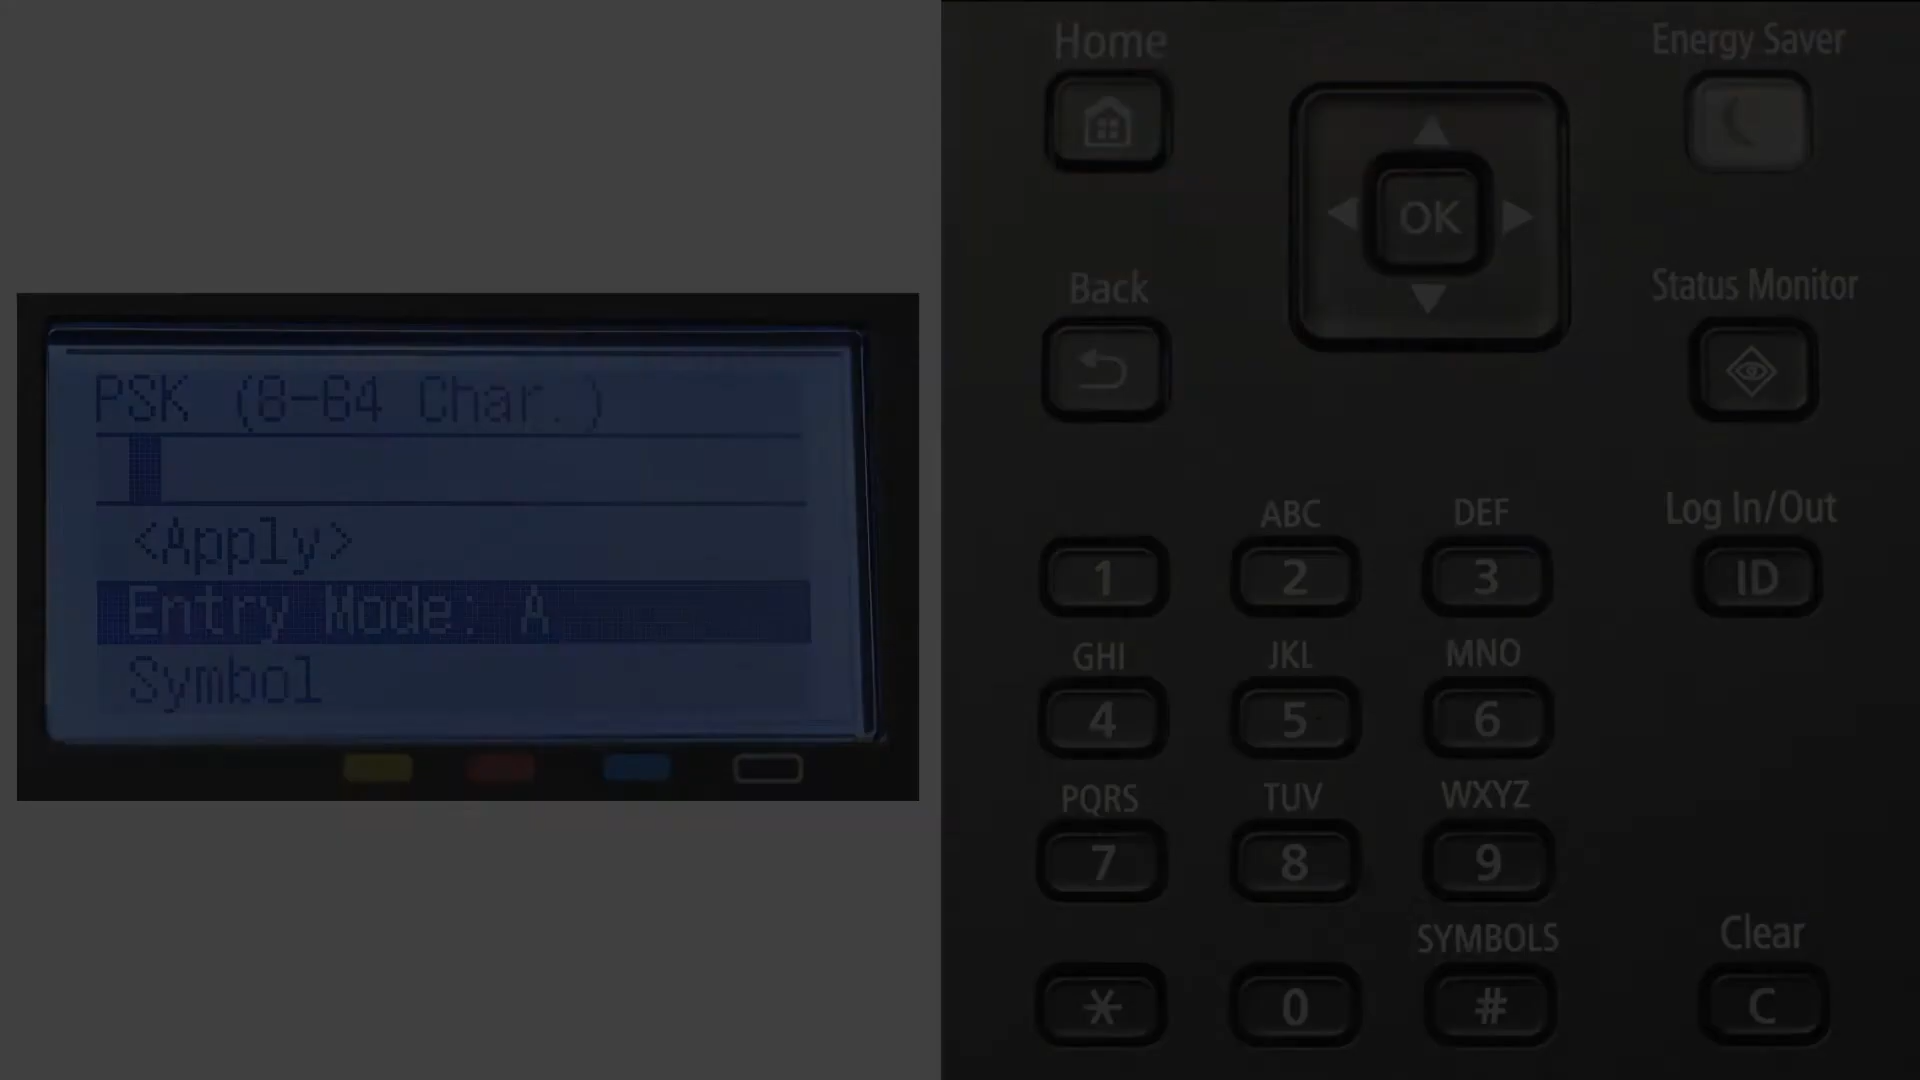 PSK (8-64 Char.)
<Apply>
Entry Mode: A
Symbol
Home
Energy Saver
OK
Back
Status Monitor
ABC
DEF
Log In/Out
1
2
3
ID
GHI
JKL
MNO
4
5
6
PQRS
TUV
WXYZ
7
8
9
SYMBOLS
Clear
*
0
#
C